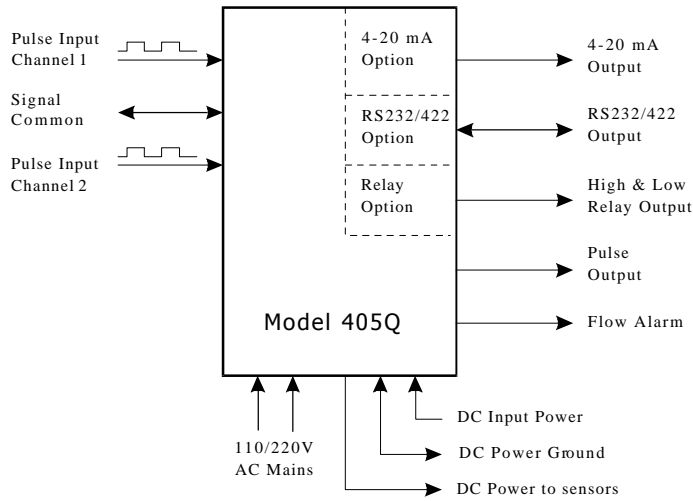 Pulse Input
Channel 1
Signal
Common
Pulse Input
Channel 2
4-20 mA
Option
RS232/422
Option
Relay
Option
Model 405Q
4-20 mA
Output
RS232/422
Output
High & Low
Relay Output
Pulse
Output
Flow Alarm
110/220V
AC Mains
DC Input Power
DC Power Ground
DC Power to sensors